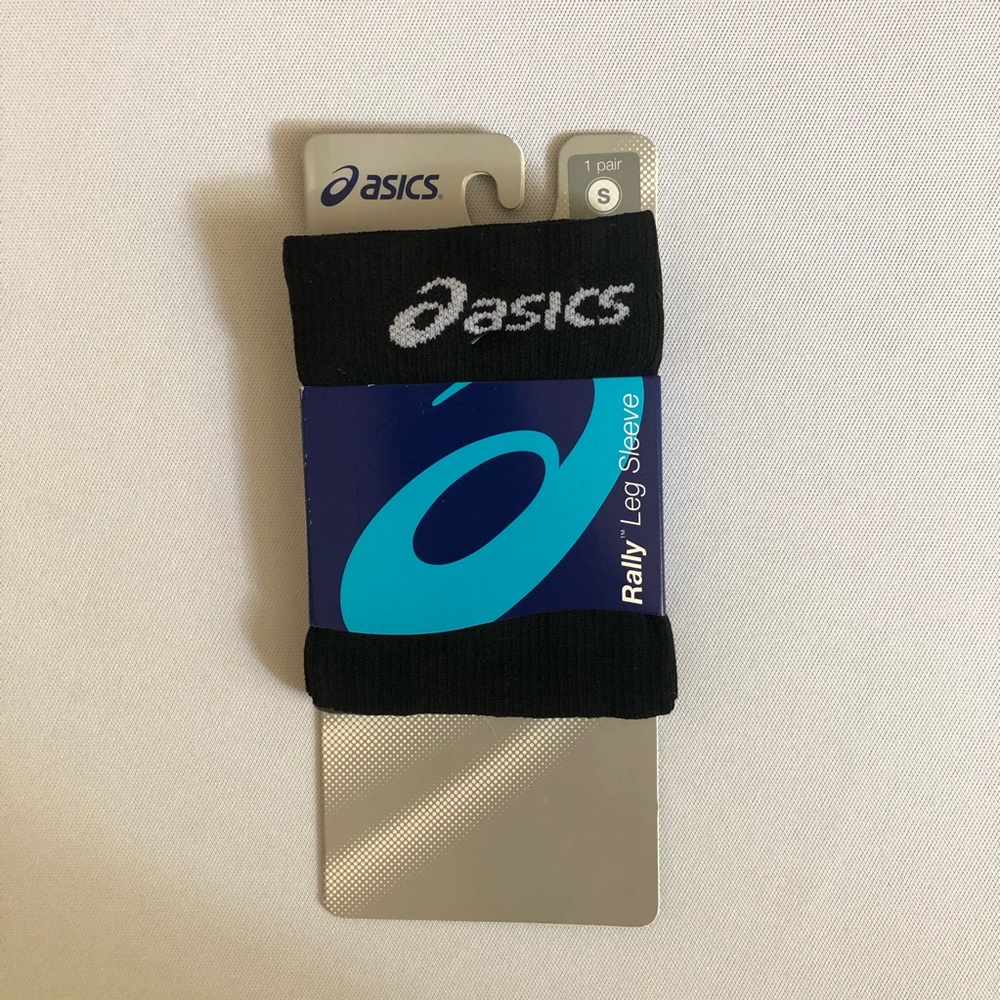 asics
1 pair
S
asics
Rally™ Leg Sleeve